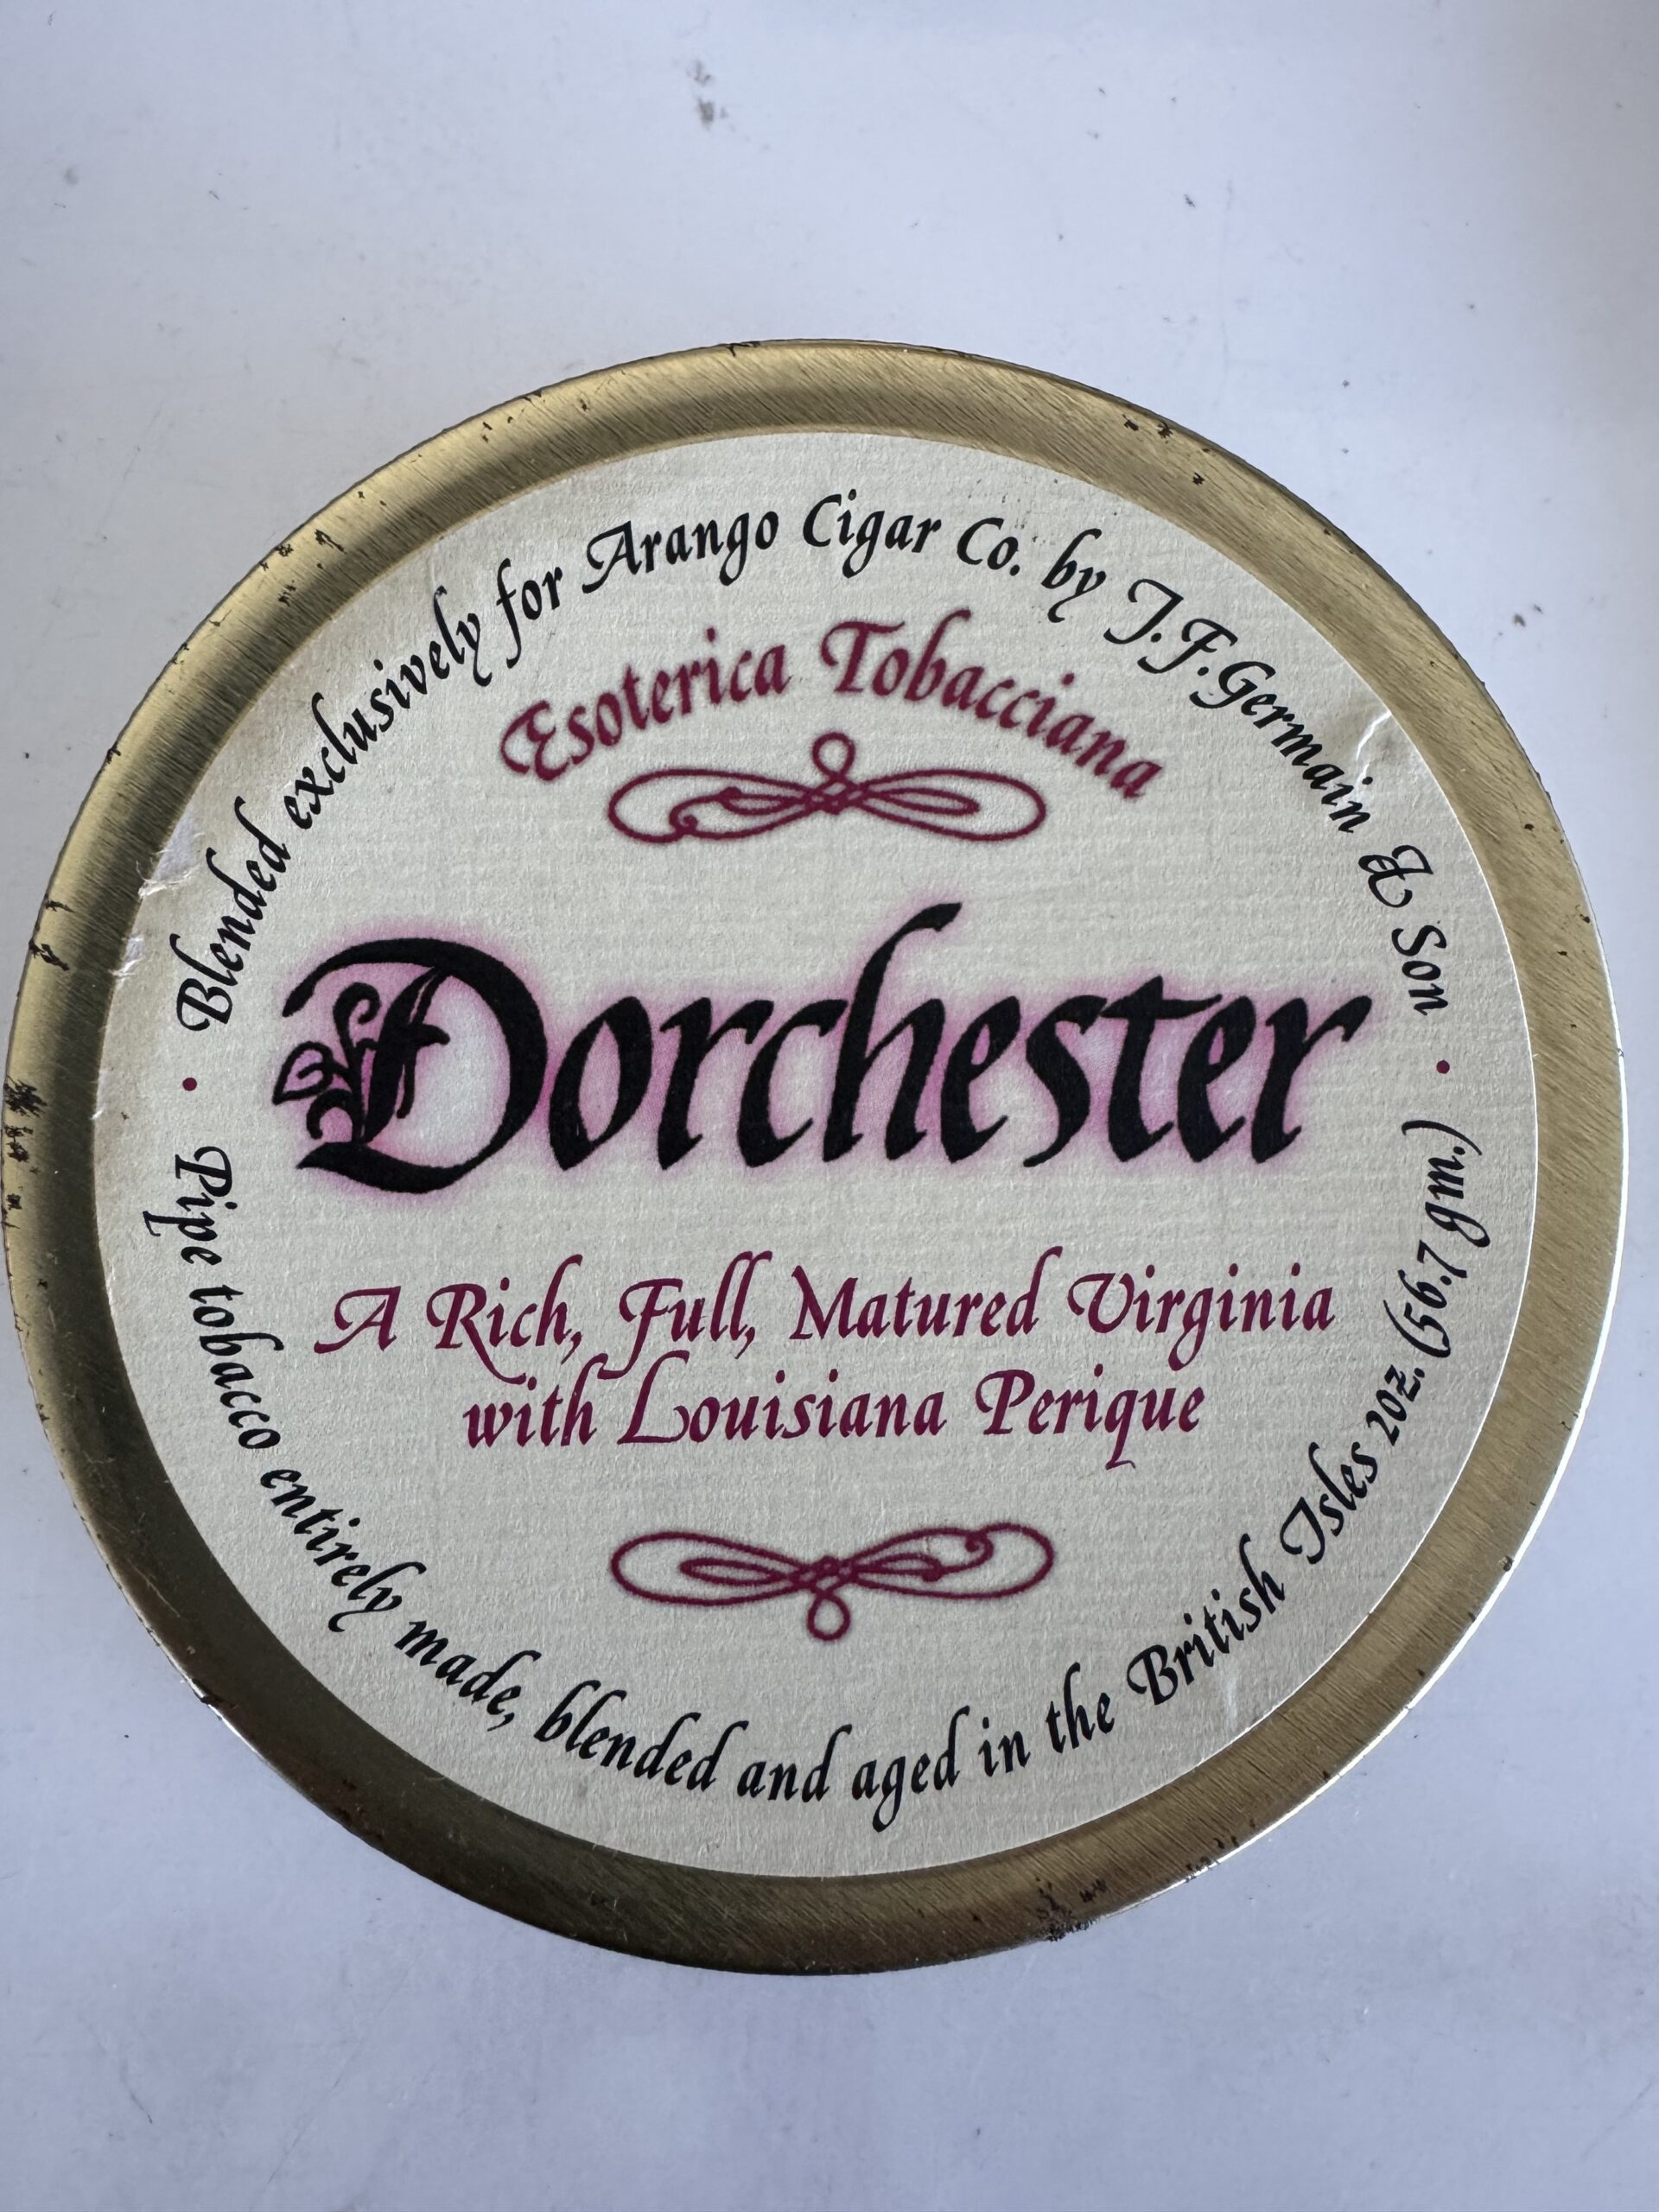 Blended exclusively for Arango Cigar Co. by J.F. Germain & Son
Esoterica Tobacciana
Dorchester
A Rich, Full, Matured Virginia
with Louisiana Perique
Pipe tobacco entirely made, blended and aged in the British Isles 2oz. (56.7 gm.)